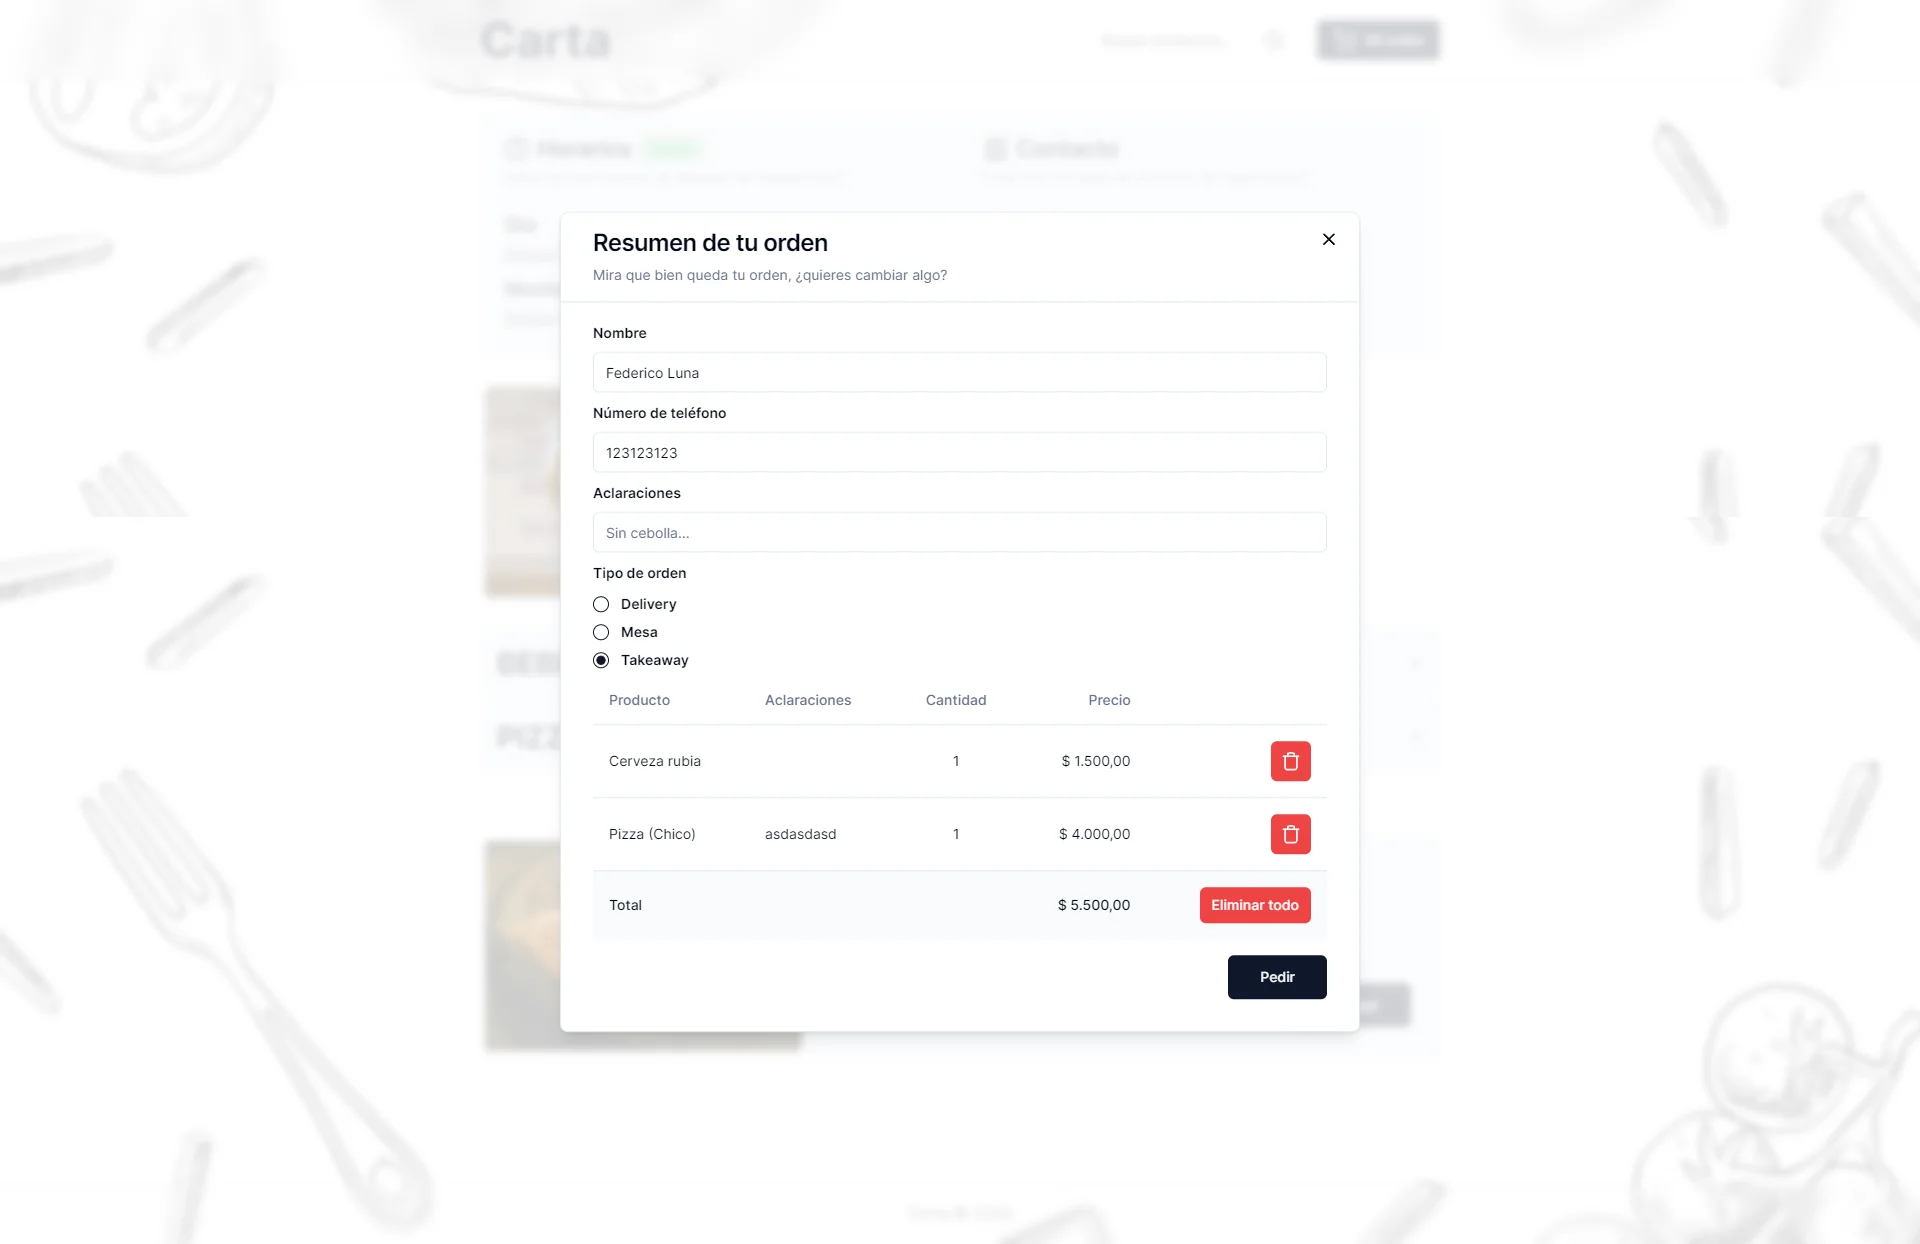 Carta
Horarios
Contacto
Resumen de tu orden
Mira que bien queda tu orden, ¿quieres cambiar algo?
Nombre
Federico Luna
Número de teléfono
123123123
Aclaraciones
Sin cebolla...
Tipo de orden
Delivery
Mesa
Takeaway
Producto Aclaraciones Cantidad Precio
Cerveza rubia 1 $ 1.500,00
Pizza (Chico) asdasdasd 1 $ 4.000,00
Total $ 5.500,00 Eliminar todo
Pedir